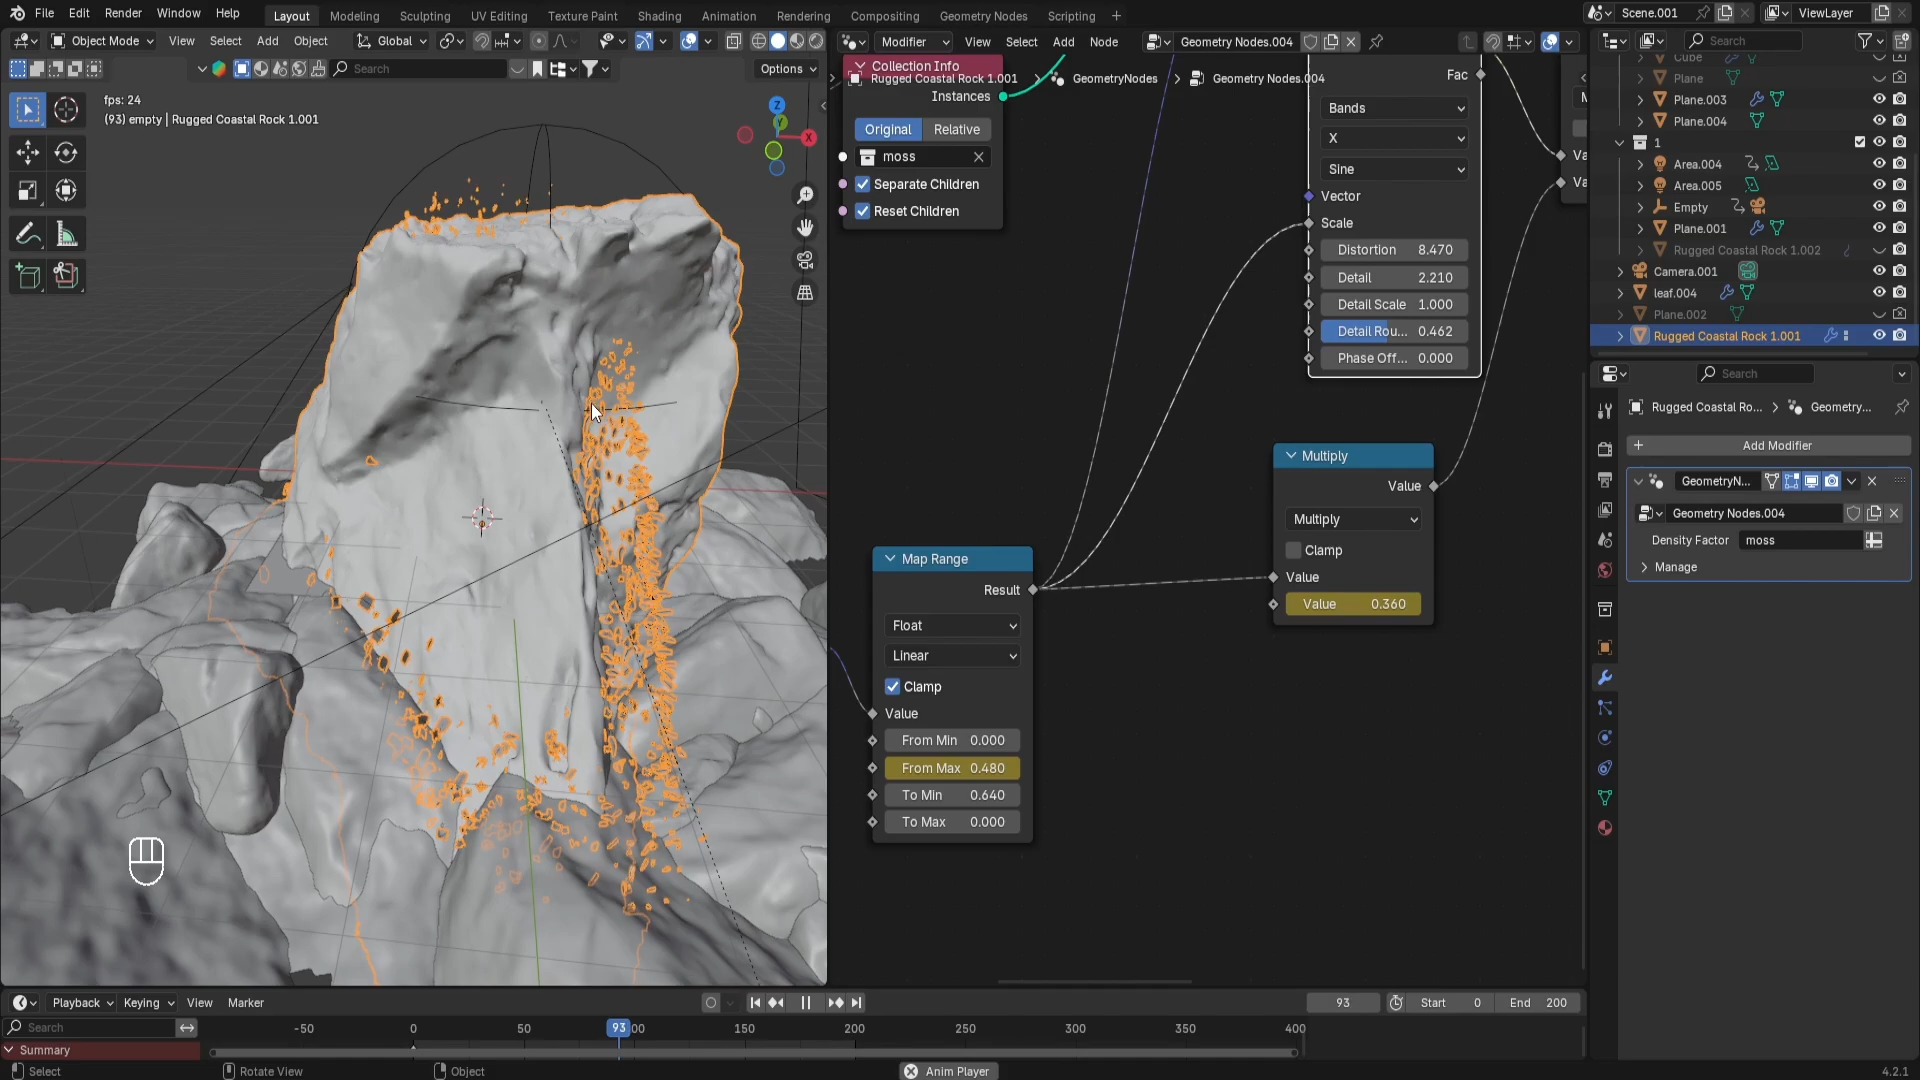 File Edit Render Window Help
Layout Modeling Sculpting UV Editing Texture Paint Shading Animation Rendering Compositing Geometry Nodes Scripting +
Scene.001
ViewLayer
Object Mode View Select Add Object Global
Modifier View Select Add Node Geometry Nodes.004
Search
Search
Options
fps: 24
(93) empty | Rugged Coastal Rock 1.001
Z
Y
X
Collection Info
Rugged Coastal Rock 1.001 > GeometryNodes > Geometry Nodes.004
Instances
Original Relative
moss
Separate Children
Reset Children
Fac
Bands
X
Sine
Vector
Scale
Distortion 8.470
Detail 2.210
Detail Scale 1.000
Detail Rou... 0.462
Phase Off... 0.000
M
Va
Va
Multiply
Value
Multiply
Clamp
Value
Value 0.360
Map Range
Result
Float
Linear
Clamp
Value
From Min 0.000
From Max 0.480
To Min 0.640
To Max 0.000
Cube
Plane
Plane.003
Plane.004
1
Area.004
Area.005
Empty
Plane.001
Rugged Coastal Rock 1.002
Camera.001
leaf.004
Plane.002
Rugged Coastal Rock 1.001
Search
Rugged Coastal Ro... > Geometry...
+ Add Modifier
GeometryN...
Geometry Nodes.004
Density Factor moss
Manage
Playback Keying View Marker
93
Start 0 End 200
Search
-50 0 50 93 00 150 200 250 300 350 400
Summary
Select Rotate View Object
Anim Player
4.2.1